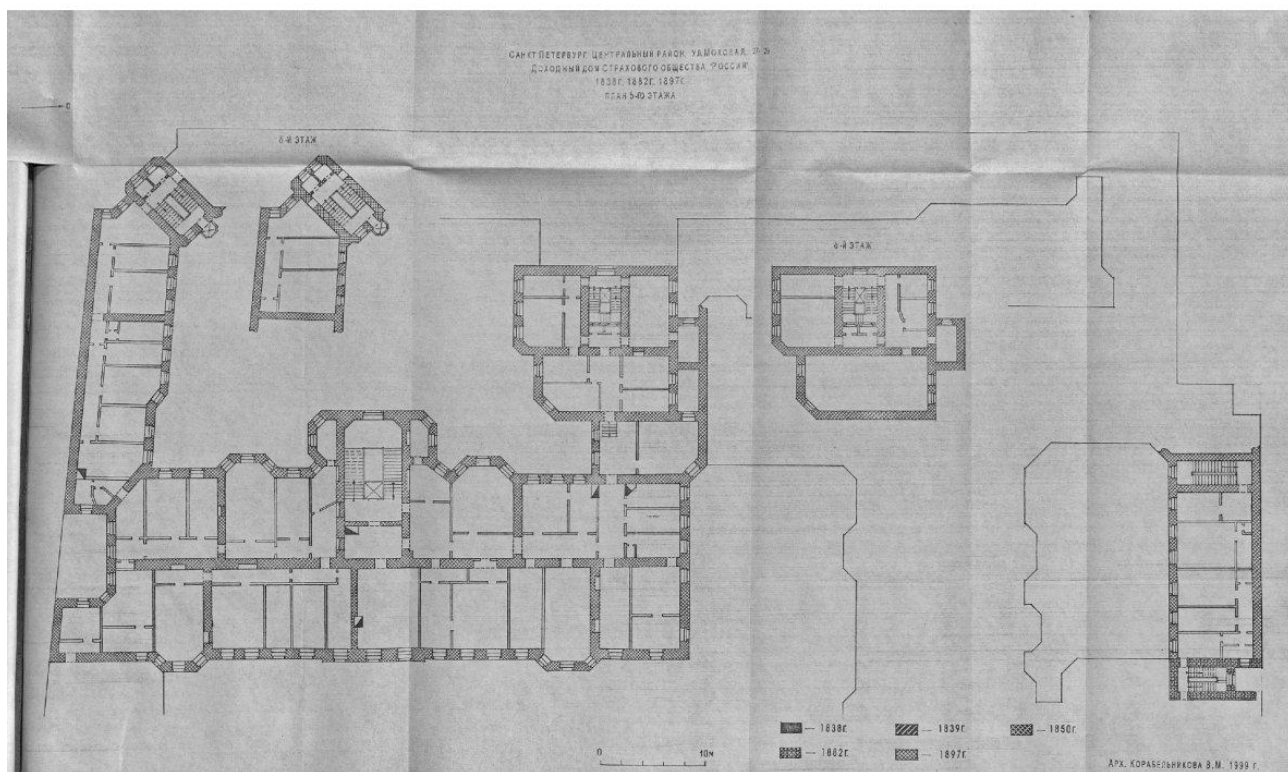 САНКТ ПЕТЕРБУРГ ЦЕНТРАЛЬНЫЙ РАЙОН. УЛ.МОХОВАЯ,
ДОХОДНЫЙ ДОМ СТРАХОВОГО ОБЩЕСТВА "РОССИЯ"
1838Г. 1882Г. 1897Г.
ПЛАН 5-ГО ЭТАЖА
С
6-Й ЭТАЖ
6-Й ЭТАЖ
— 1838Г. — 1839Г. — 1850Г.
— 1882Г. — 1897Г.
0 10М
АРХ. КОРАБЕЛЬНИКОВА В.М. 1999 Г.